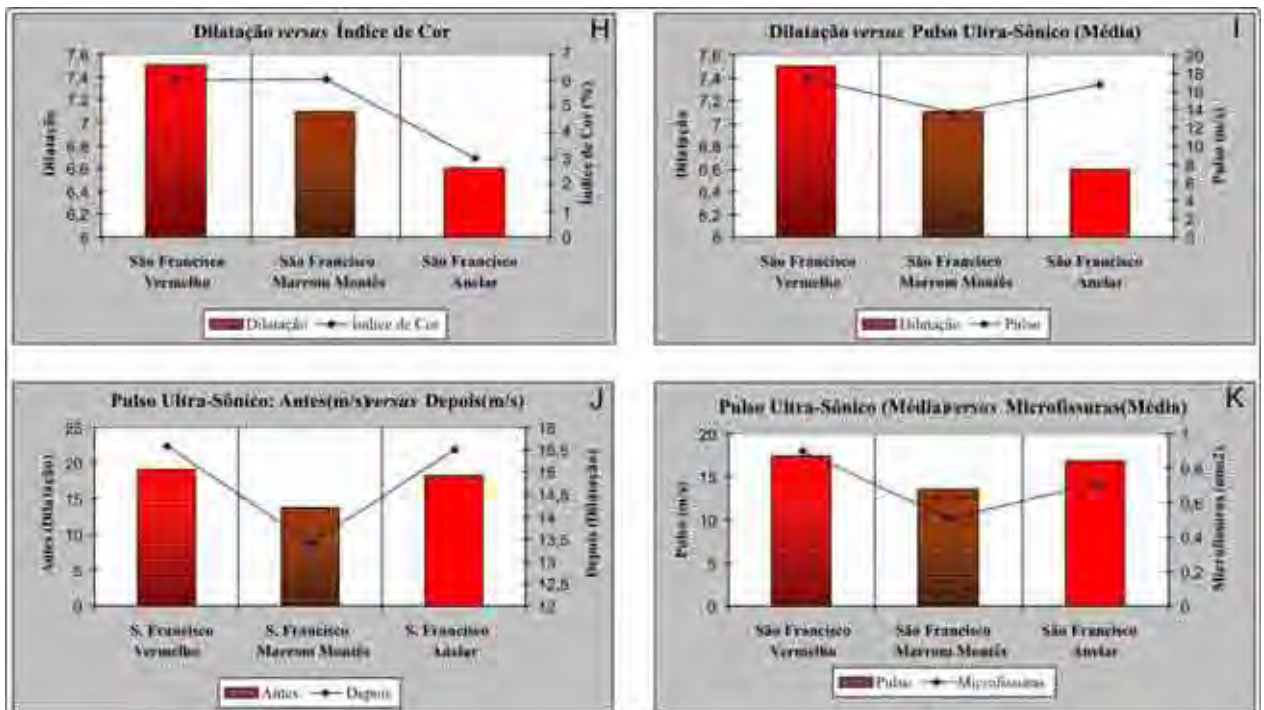 Dilatação versus Índice de Cor
H
7,6
7,4
7,2
7
6,8
6,6
6,4
6,2
6
Dilatação
7
6
5
4
3
2
1
0
Índice de Cor (%)
São Francisco
Vermelho
São Francisco
Marrom Montês
São Francisco
Dilatação
Índice de Cor
Dilatação versus Pulso Ultra-Sônico (Média)
I
7,6
7,4
7,2
7
6,8
6,6
6,4
6,2
6
Dilatação
20
18
16
14
12
10
8
6
4
2
0
Pulso (m/s)
São Francisco
Vermelho
São Francisco
Marrom Montês
São Francisco
Dilatação
Pulso
Pulso Ultra-Sônico: Antes(m/s)versus Depois(m/s)
J
25
20
15
10
5
0
Antes (Dilatação)
16
15,5
15
14,5
14
13,5
13
12,5
12
Depois (Dilatação)
S. Francisco
Vermelho
S. Francisco
Marrom Montês
S. Francisco
Antes
Depois
Pulso Ultra-Sônico (Média)versus Microfissuras(Média)
K
20
15
10
5
0
Pulso (m/s)
1
0,8
0,6
0,4
0,2
0
Microfissuras (mm2)
São Francisco
Vermelho
São Francisco
Marrom Montês
São Francisco
Pulso
Microfissuras